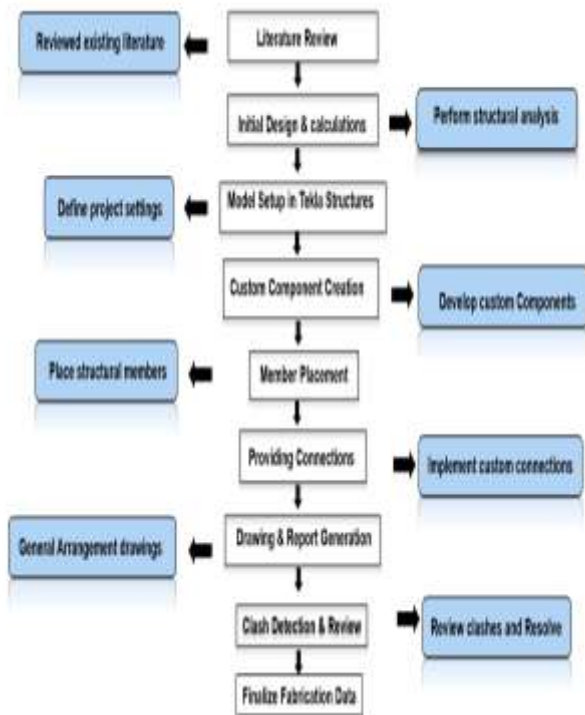 Literature Review
Reviewed existing literature
Initial Design & calculations
Perform structural analysis
Model Setup in Tekla Structures
Define project settings
Custom Component Creation
Develop custom Components
Member Placement
Place structural members
Providing Connections
Implement custom connections
Drawing & Report Generation
General Arrangement drawings
Clash Detection & Review
Review clashes and Resolve
Finalize Fabrication Data